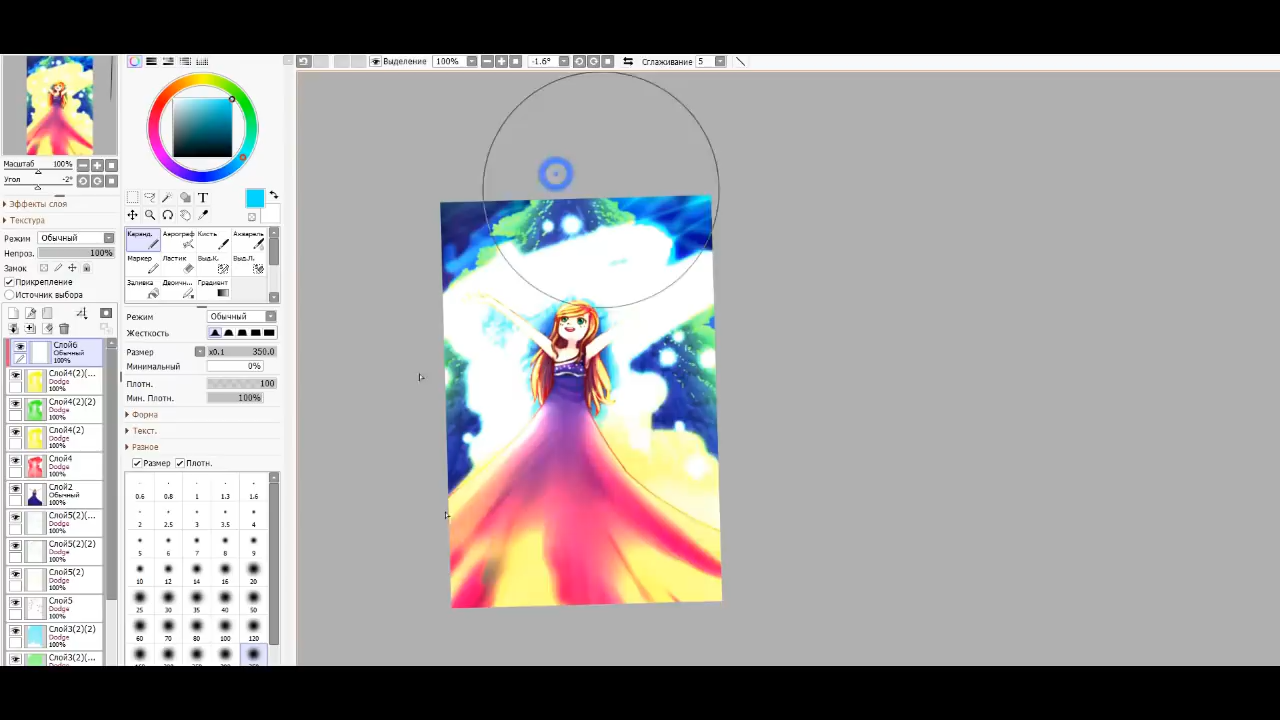 Выделение 100% -1.6° Сглаживание 5
Масштаб 100%
Угол -2°
Эффекты слоя
Текстура
Режим Обычный
Непроз. 100%
Замок
Прикрепление
Источник выбора
Слой6
Обычный
100%
Слой4(2)(...
Dodge
100%
Слой4(2)(2)
Dodge
100%
Слой4(2)
Dodge
100%
Слой4
Dodge
100%
Слой2
Обычный
100%
Слой5(2)(...
Dodge
100%
Слой5(2)(2)
Dodge
100%
Слой5(2)
Dodge
100%
Слой5
Dodge
100%
Слой3(2)(2)
Dodge
100%
Слой3(2)(...
Dodge
T
Каранд. Аэрограф Кисть Акварель
Маркер Ластик Выд.К. Выд.Л.
Заливка Двоичн... Градиент
Режим Обычный
Жесткость
Размер x0.1 350.0
Минимальный 0%
Плотн. 100
Мин. Плотн. 100%
Форма
Текст.
Разное
Размер Плотн.
0.6 0.8 1 1.3 1.6
2 2.5 3 3.5 4
5 6 7 8 9
10 12 14 16 20
25 30 35 40 50
60 70 80 100 120